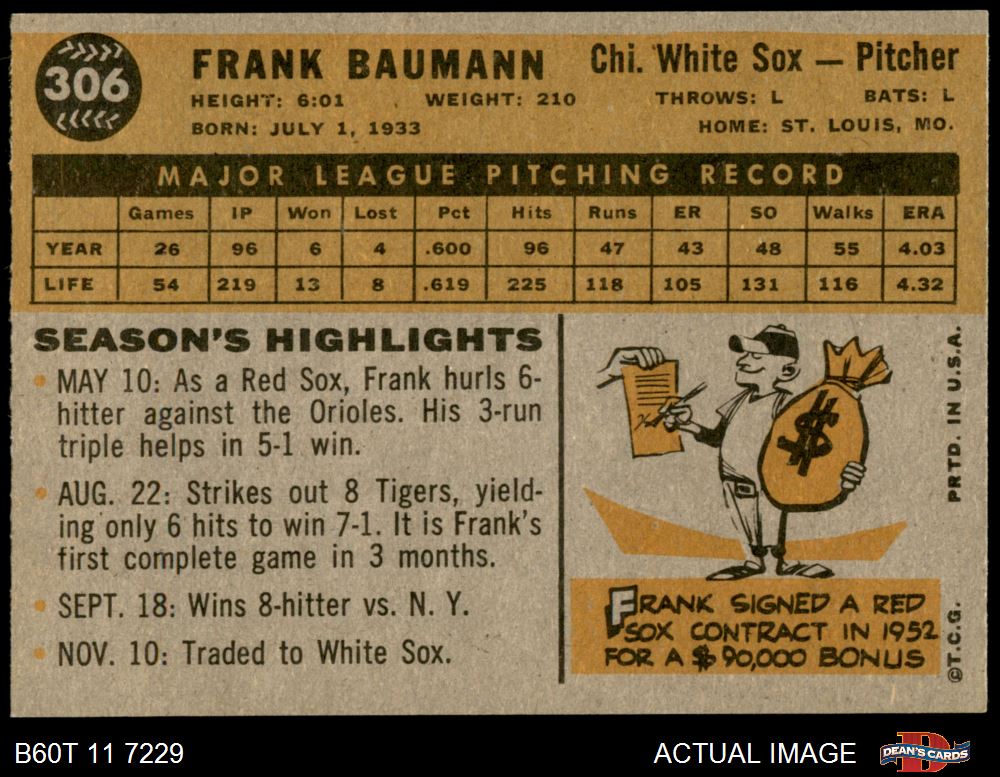 306
FRANK BAUMANN
Chi. White Sox — Pitcher
HEIGHT: 6:01 WEIGHT: 210 THROWS: L BATS: L
BORN: JULY 1, 1933 HOME: ST. LOUIS, MO.
MAJOR LEAGUE PITCHING RECORD
Games IP Won Lost Pct Hits Runs ER SO Walks ERA
YEAR 26 96 6 4 .600 96 47 43 48 55 4.03
LIFE 54 219 13 8 .619 225 118 105 131 116 4.32
SEASON'S HIGHLIGHTS
• MAY 10: As a Red Sox, Frank hurls 6-
hitter against the Orioles. His 3-run
triple helps in 5-1 win.
• AUG. 22: Strikes out 8 Tigers, yield-
ing only 6 hits to win 7-1. It is Frank's
first complete game in 3 months.
• SEPT. 18: Wins 8-hitter vs. N. Y.
• NOV. 10: Traded to White Sox.
$
FRANK SIGNED A RED
SOX CONTRACT IN 1952
FOR A $90,000 BONUS
©T.C.G. PRTD. IN U.S.A.
B60T 11 7229
ACTUAL IMAGE
DEAN'S CARDS